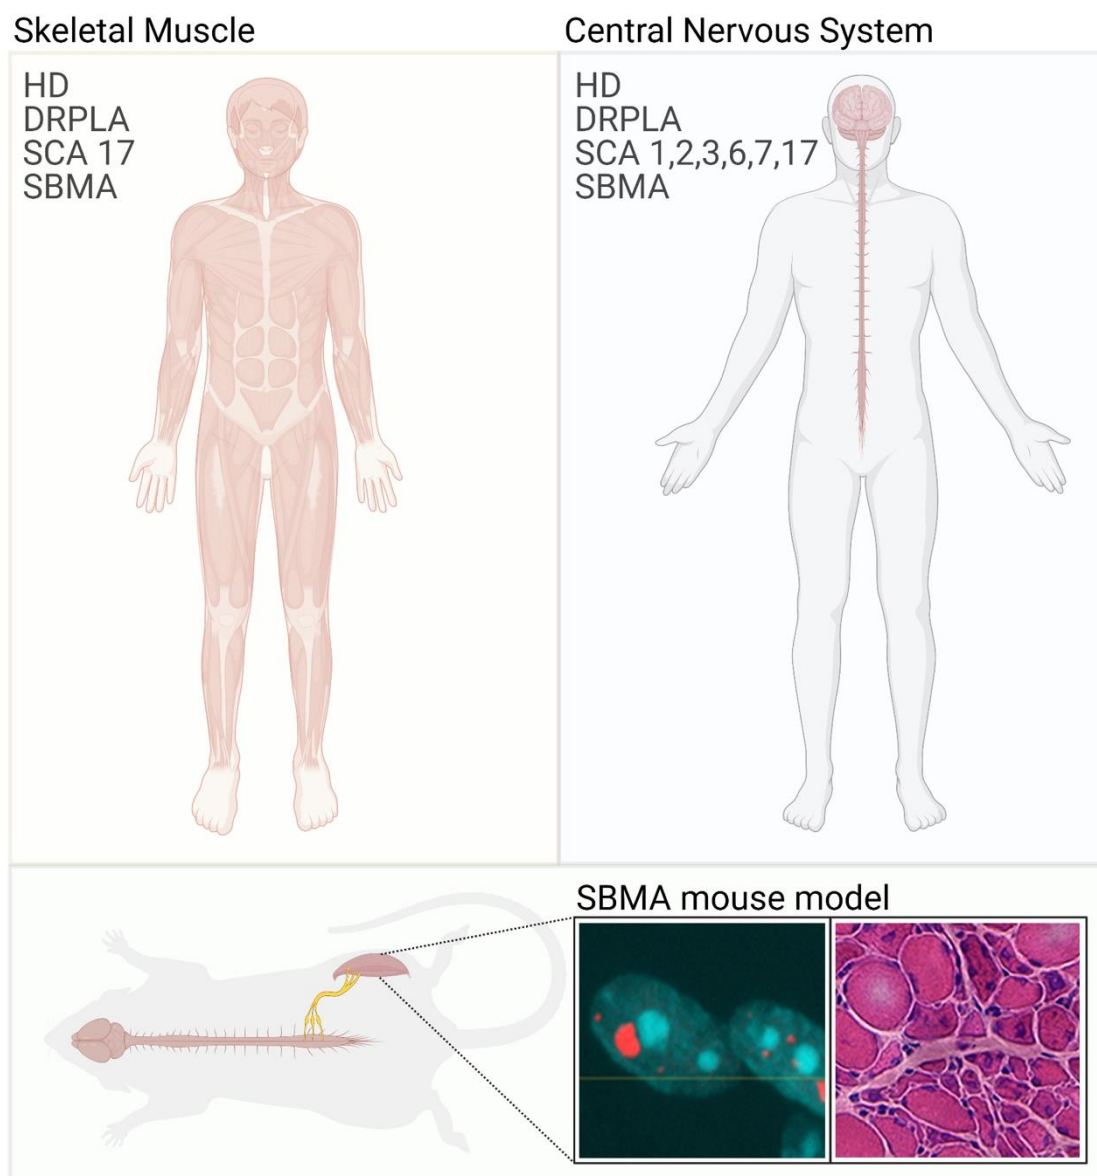 Skeletal Muscle
HD
DRPLA
SCA 17
SBMA
Central Nervous System
HD
DRPLA
SCA 1,2,3,6,7,17
SBMA
SBMA mouse model